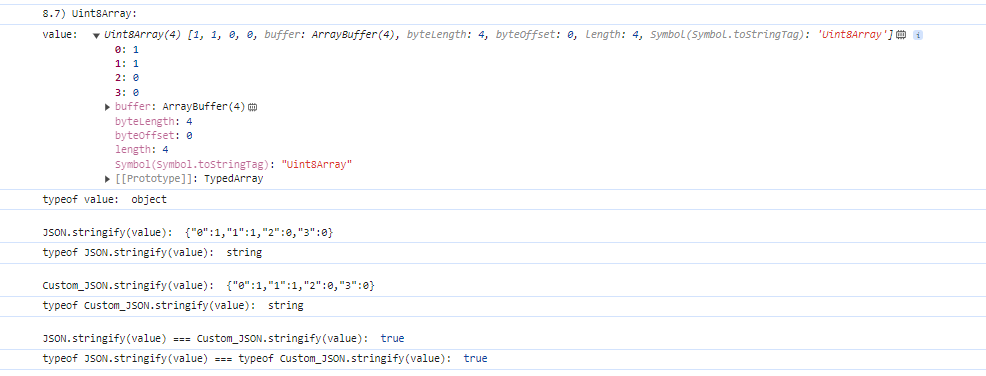 8.7) Uint8Array:
value: ▼ Uint8Array(4) [1, 1, 0, 0, buffer: ArrayBuffer(4), byteLength: 4, byteOffset: 0, length: 4, Symbol(Symbol.toStringTag): 'Uint8Array'] i
0: 1
1: 1
2: 0
3: 0
▶ buffer: ArrayBuffer(4)
byteLength: 4
byteOffset: 0
length: 4
Symbol(Symbol.toStringTag): "Uint8Array"
▶ [[Prototype]]: TypedArray
typeof value: object
JSON.stringify(value): {"0":1,"1":1,"2":0,"3":0}
typeof JSON.stringify(value): string
Custom_JSON.stringify(value): {"0":1,"1":1,"2":0,"3":0}
typeof Custom_JSON.stringify(value): string
JSON.stringify(value) === Custom_JSON.stringify(value): true
typeof JSON.stringify(value) === typeof Custom_JSON.stringify(value): true